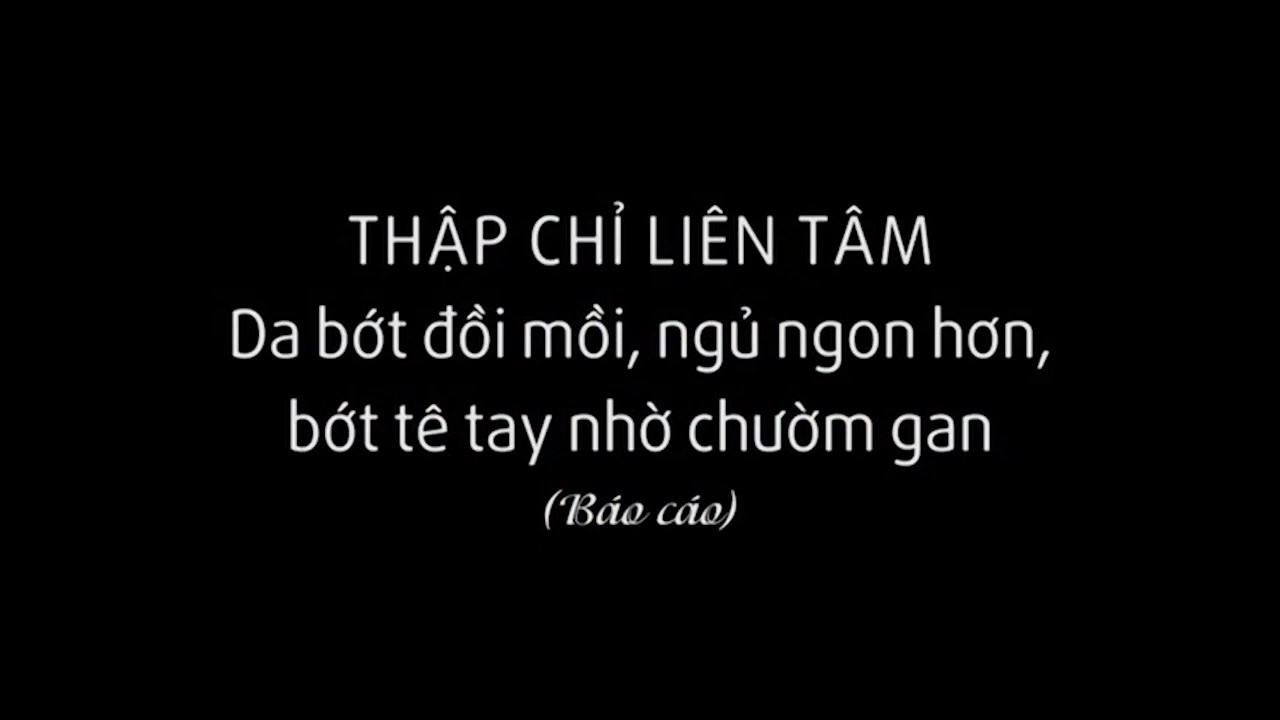 THẬP CHỈ LIÊN TÂM
Da bớt đồi mồi, ngủ ngon hơn,
bớt tê tay nhờ chườm gan
(Báo cáo)